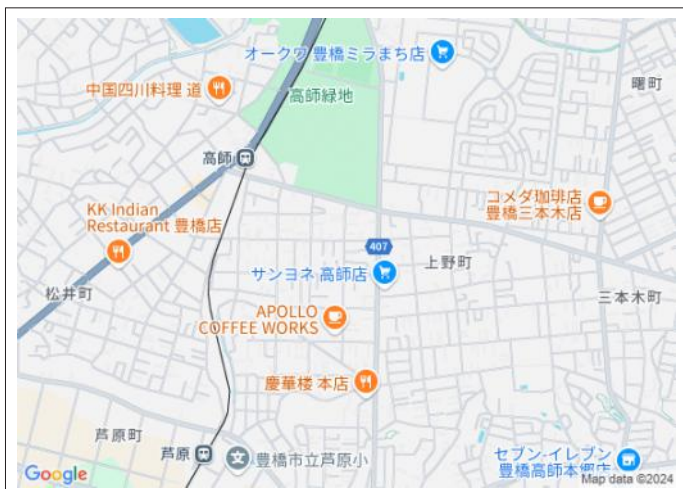 オークワ 豊橋ミラまち店
中国四川料理 道
高師緑地
曙町
高師
コメダ珈琲店
豊橋三本木店
KK Indian
Restaurant 豊橋店
407
上野町
サンヨネ 高師店
松井町
三本木町
APOLLO
COFFEE WORKS
慶華楼 本店
芦原町
芦原
豊橋市立芦原小
セブン-イレブン
豊橋高師本郷店
Google
Map data ©2024